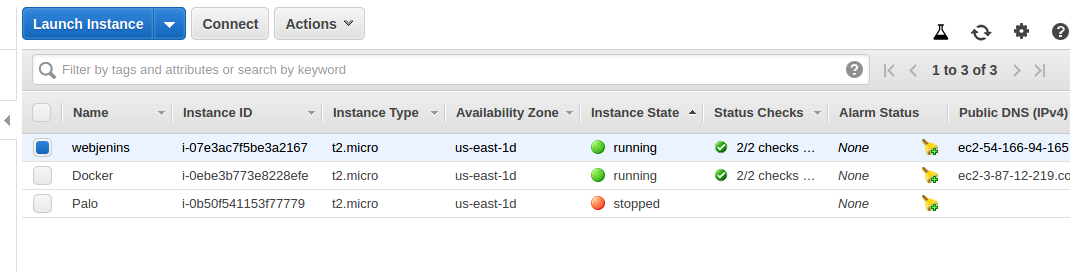 Launch Instance Connect Actions
Filter by tags and attributes or search by keyword ? 1 to 3 of 3 ?
Name Instance ID Instance Type Availability Zone Instance State Status Checks Alarm Status Public DNS (IPv4)
webjenins i-07e3ac7f5be3a2167 t2.micro us-east-1d running 2/2 checks ... None ec2-54-166-94-165
Docker i-0ebe3b773e8228efe t2.micro us-east-1d running 2/2 checks ... None ec2-3-87-12-219.co
Palo i-0b50f541153f77779 t2.micro us-east-1d stopped None